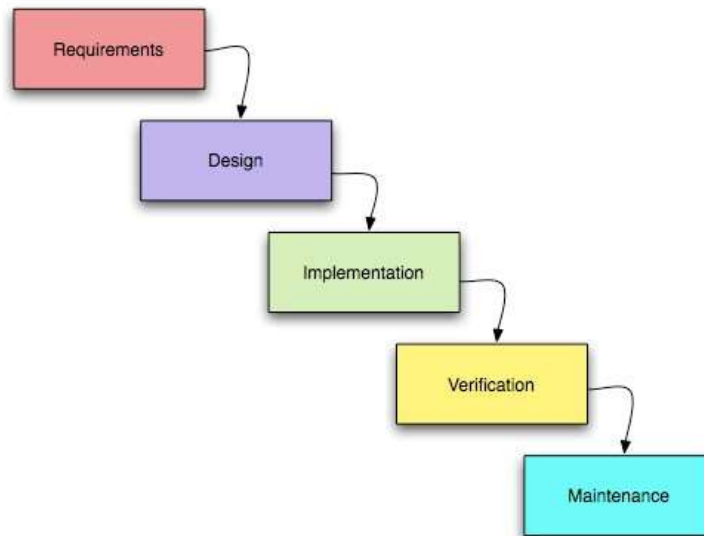 Requirements
Design
Implementation
Verification
Maintenance